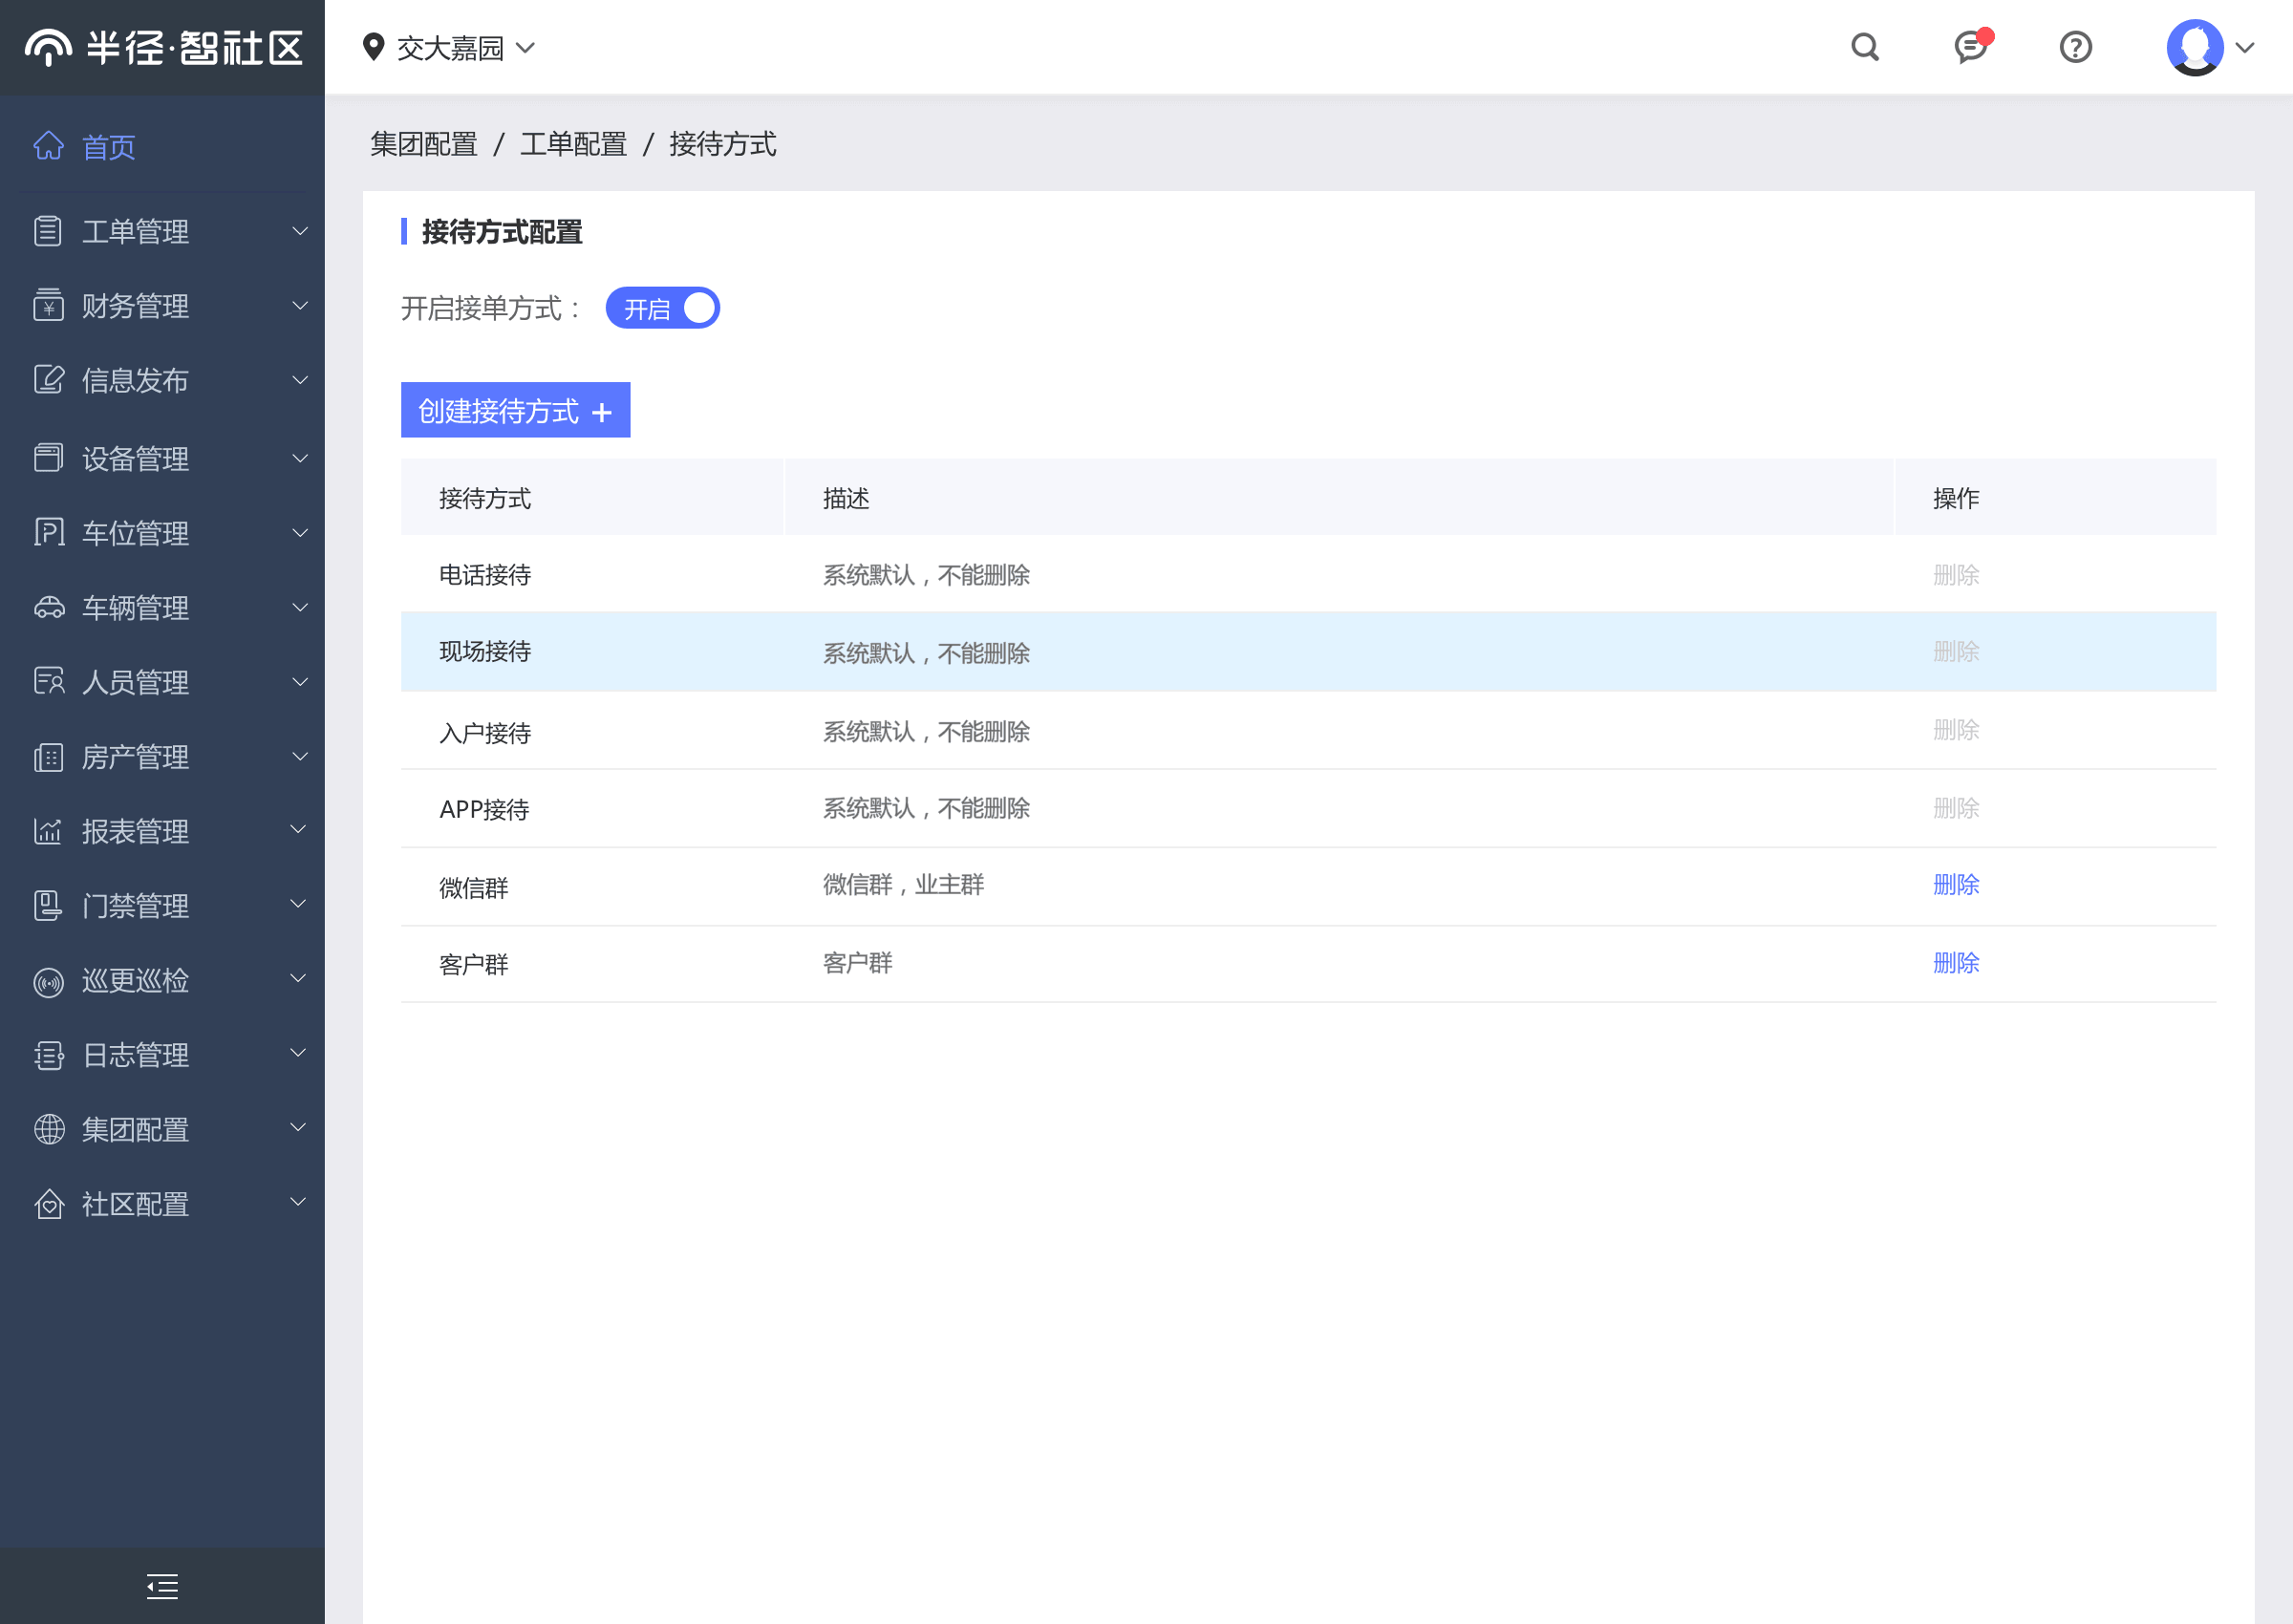 半径·智社区
交大嘉园
首页
工单管理
财务管理
信息发布
设备管理
车位管理
车辆管理
人员管理
房产管理
报表管理
门禁管理
巡更巡检
日志管理
集团配置
社区配置
集团配置 / 工单配置 / 接待方式
接待方式配置
开启接单方式： 开启
创建接待方式 +
接待方式 描述 操作
电话接待 系统默认，不能删除 删除
现场接待 系统默认，不能删除 删除
入户接待 系统默认，不能删除 删除
APP接待 系统默认，不能删除 删除
微信群 微信群，业主群 删除
客户群 客户群 删除